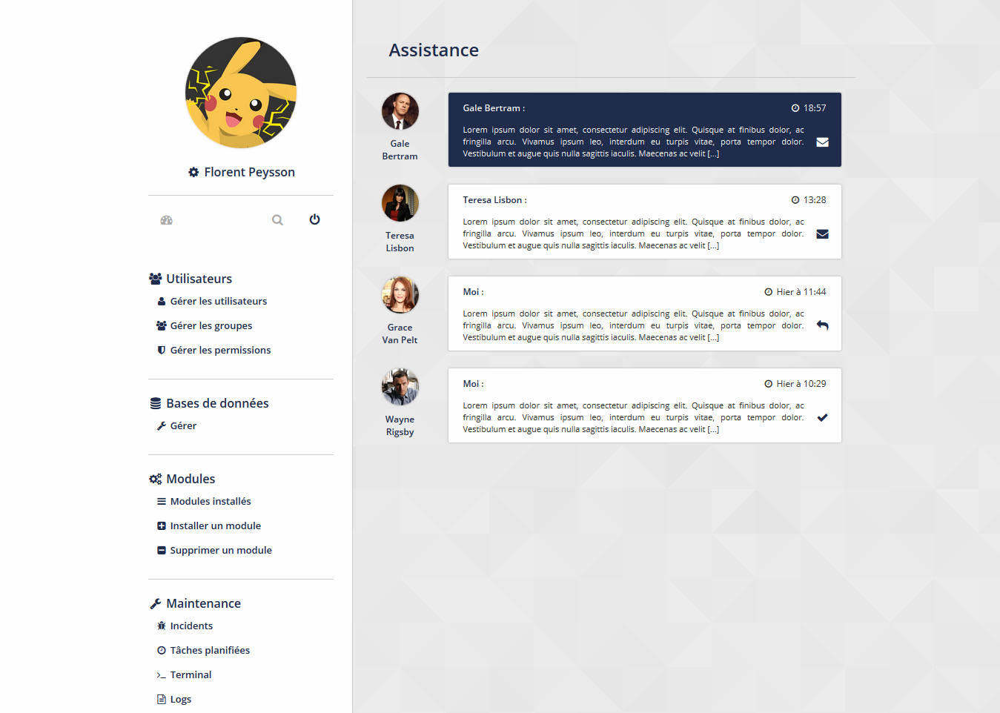 Florent Peysson
Utilisateurs
Gérer les utilisateurs
Gérer les groupes
Gérer les permissions
Bases de données
Gérer
Modules
Modules installés
Installer un module
Supprimer un module
Maintenance
Incidents
Tâches planifiées
Terminal
Logs
Assistance
Gale
Bertram
Gale Bertram : 18:57
Lorem ipsum dolor sit amet, consectetur adipiscing elit. Quisque at finibus dolor, ac
fringilla arcu. Vivamus ipsum leo, interdum eu turpis vitae, porta tempor dolor.
Vestibulum et augue quis nulla sagittis iaculis. Maecenas ac velit [...]
Teresa
Lisbon
Teresa Lisbon : 13:28
Lorem ipsum dolor sit amet, consectetur adipiscing elit. Quisque at finibus dolor, ac
fringilla arcu. Vivamus ipsum leo, interdum eu turpis vitae, porta tempor dolor.
Vestibulum et augue quis nulla sagittis iaculis. Maecenas ac velit [...]
Grace
Van Pelt
Moi : Hier à 11:44
Lorem ipsum dolor sit amet, consectetur adipiscing elit. Quisque at finibus dolor, ac
fringilla arcu. Vivamus ipsum leo, interdum eu turpis vitae, porta tempor dolor.
Vestibulum et augue quis nulla sagittis iaculis. Maecenas ac velit [...]
Wayne
Rigsby
Moi : Hier à 10:29
Lorem ipsum dolor sit amet, consectetur adipiscing elit. Quisque at finibus dolor, ac
fringilla arcu. Vivamus ipsum leo, interdum eu turpis vitae, porta tempor dolor.
Vestibulum et augue quis nulla sagittis iaculis. Maecenas ac velit [...]